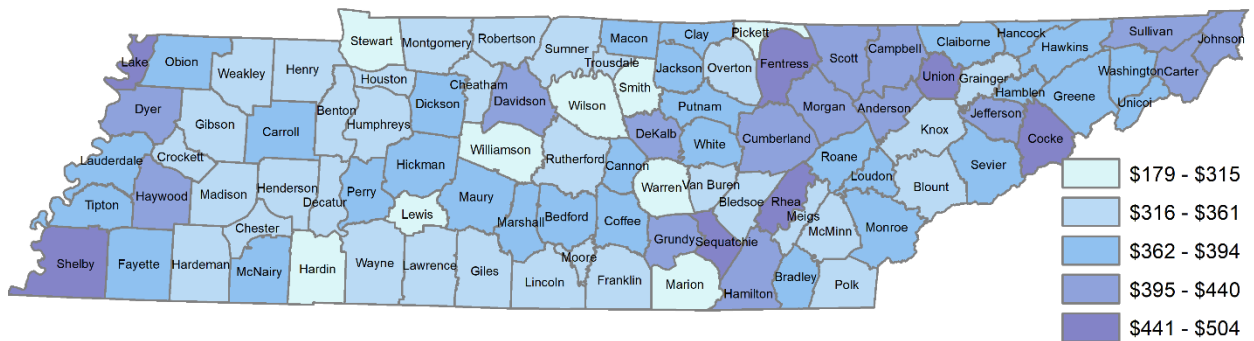 Stewart
Montgomery
Robertson
Sumner
Macon
Clay
Pickett
Claiborne
Hancock
Hawkins
Sullivan
Johnson
Lake
Obion
Weakley
Henry
Houston
Cheatham
Trousdale
Jackson
Overton
Fentress
Scott
Campbell
Union
Grainger
Hamblen
Washington
Carter
Dyer
Gibson
Carroll
Benton
Humphreys
Dickson
Davidson
Wilson
Smith
Putnam
Morgan
Anderson
Jefferson
Greene
Unicoi
Lauderdale
Crockett
Williamson
Rutherford
Cannon
DeKalb
White
Cumberland
Roane
Knox
Cocke
Tipton
Haywood
Madison
Henderson
Decatur
Perry
Hickman
Maury
Warren
Van Buren
Bledsoe
Rhea
Loudon
Blount
Sevier
Chester
Lewis
Marshall
Bedford
Coffee
Grundy
Sequatchie
Meigs
McMinn
Monroe
Shelby
Fayette
Hardeman
McNairy
Hardin
Wayne
Lawrence
Giles
Lincoln
Moore
Franklin
Marion
Hamilton
Bradley
Polk
$179 - $315
$316 - $361
$362 - $394
$395 - $440
$441 - $504